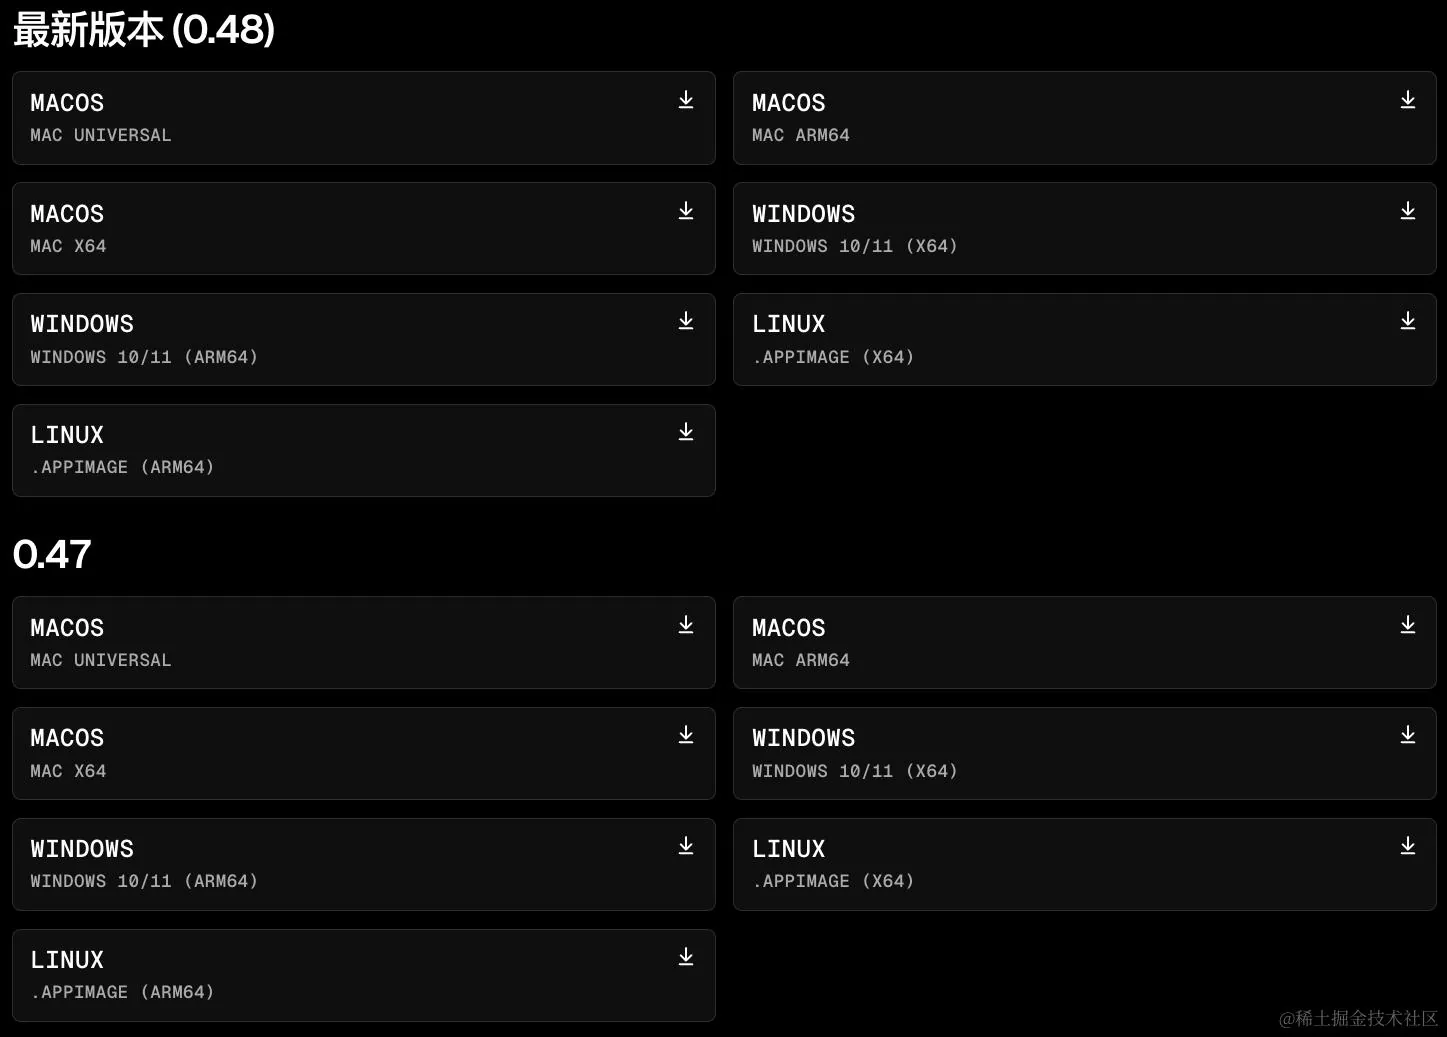 最新版本 (0.48)
MACOS
MAC UNIVERSAL
MACOS
MAC ARM64
MACOS
MAC X64
WINDOWS
WINDOWS 10/11 (X64)
WINDOWS
WINDOWS 10/11 (ARM64)
LINUX
.APPIMAGE (X64)
LINUX
.APPIMAGE (ARM64)
0.47
MACOS
MAC UNIVERSAL
MACOS
MAC ARM64
MACOS
MAC X64
WINDOWS
WINDOWS 10/11 (X64)
WINDOWS
WINDOWS 10/11 (ARM64)
LINUX
.APPIMAGE (X64)
LINUX
.APPIMAGE (ARM64)
@稀土掘金技术社区